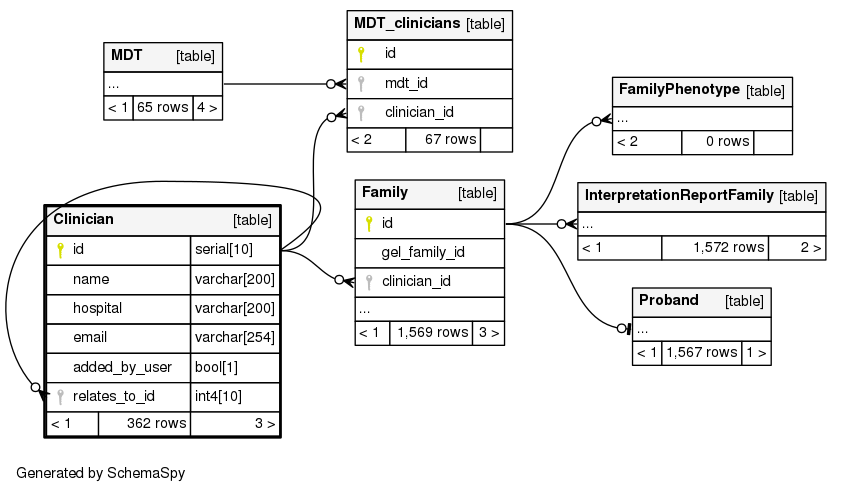 MDT [table]
...
< 1 65 rows 4 >
MDT_clinicians [table]
id
mdt_id
clinician_id
< 2 67 rows
FamilyPhenotype [table]
...
< 2 0 rows
Family [table]
id
gel_family_id
clinician_id
...
< 1 1,569 rows 3 >
InterpretationReportFamily [table]
...
< 1 1,572 rows 2 >
Clinician [table]
id serial[10]
name varchar[200]
hospital varchar[200]
email varchar[254]
added_by_user bool[1]
relates_to_id int4[10]
< 1 362 rows 3 >
Proband [table]
...
< 1 1,567 rows 1 >
Generated by SchemaSpy